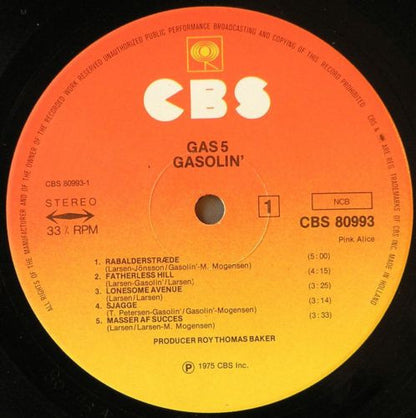 ALL RIGHTS OF THE MANUFACTURER AND OF THE OWNER OF THE RECORDED WORK RESERVED UNAUTHORIZED PUBLIC PERFORMANCE BROADCASTING AND COPYING OF THIS RECORD PROHIBITED
CBS & ARE REG. TRADEMARKS OF CBS INC MADE IN HOLLAND
CBS
GAS 5
GASOLIN'
CBS 80993-1
STEREO
33⅓ RPM
1
NCB
CBS 80993
Pink Alice
1. RABALDERSTRÆDE (5:00)
(Larsen-Jönsson/Gasolin'-M. Mogensen)
2. FATHERLESS HILL (4:15)
(Larsen-Gasolin'/Larsen)
3. LONESOME AVENUE (3:25)
(Larsen/Larsen)
4. SJAGGE (3:14)
(T. Petersen-Gasolin'/Gasolin'-Mogensen)
5. MASSER AF SUCCES (3:33)
(Larsen/Larsen-M. Mogensen)
PRODUCER ROY THOMAS BAKER
℗ 1975 CBS Inc.